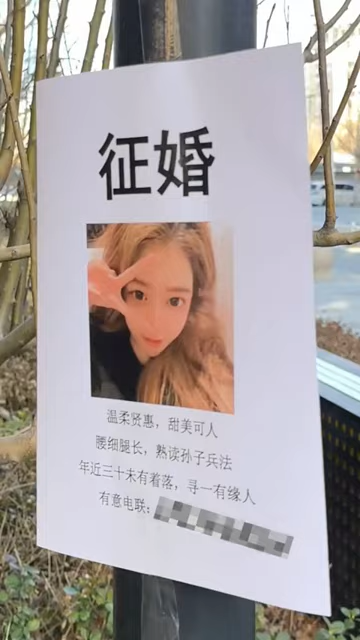 征婚
温柔贤惠，甜美可人
腰细腿长，熟读孙子兵法
年近三十未有着落，寻一有缘人
有意电联：